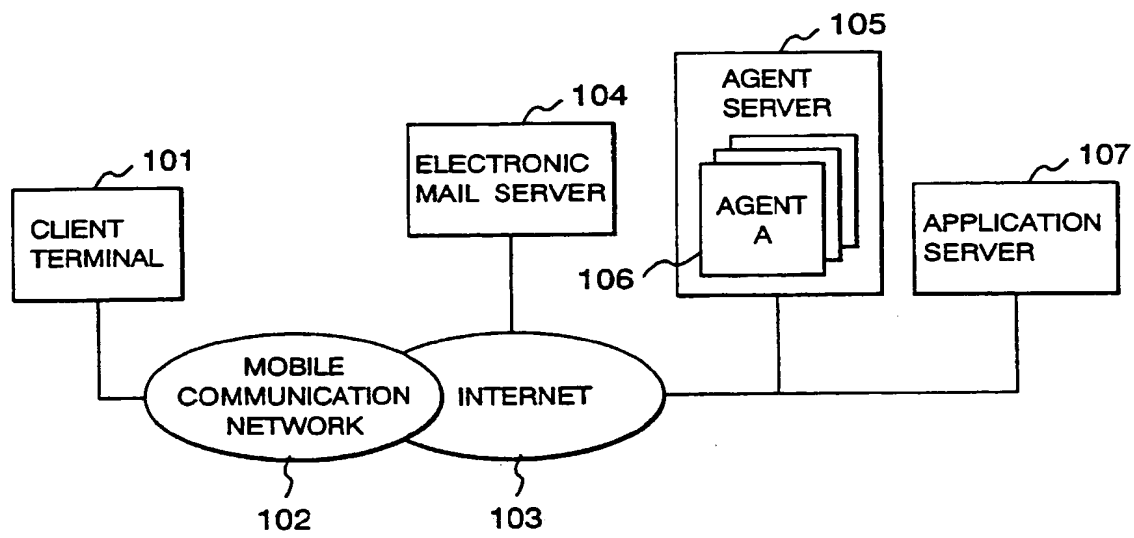 105
AGENT
SERVER
104
ELECTRONIC
MAIL SERVER
101
CLIENT
TERMINAL
107
APPLICATION
SERVER
AGENT
A
106
MOBILE
COMMUNICATION
NETWORK
INTERNET
102
103